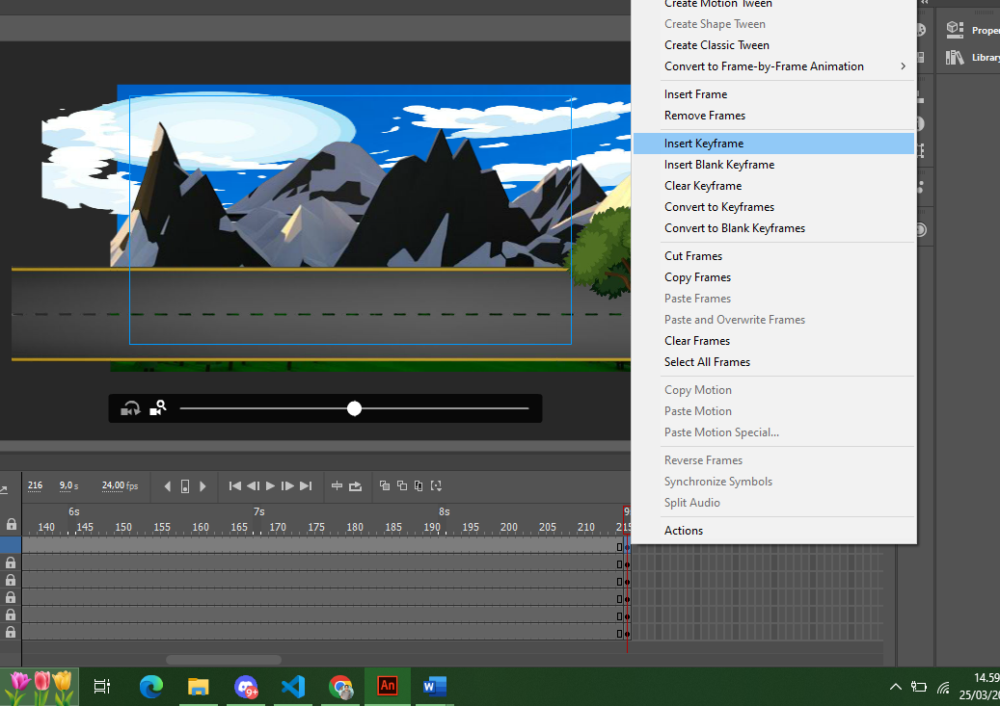 Create Motion Tween
Create Shape Tween
Create Classic Tween
Convert to Frame-by-Frame Animation
Insert Frame
Remove Frames
Insert Keyframe
Insert Blank Keyframe
Clear Keyframe
Convert to Keyframes
Convert to Blank Keyframes
Cut Frames
Copy Frames
Paste Frames
Paste and Overwrite Frames
Clear Frames
Select All Frames
Copy Motion
Paste Motion
Paste Motion Special...
Reverse Frames
Synchronize Symbols
Split Audio
Actions
Proper
Library
216 9,0 s 24,00 fps
6s 7s 8s 9
140 145 150 155 160 165 170 175 180 185 190 195 200 205 210 215
9+
An
W
14.59
25/03/20